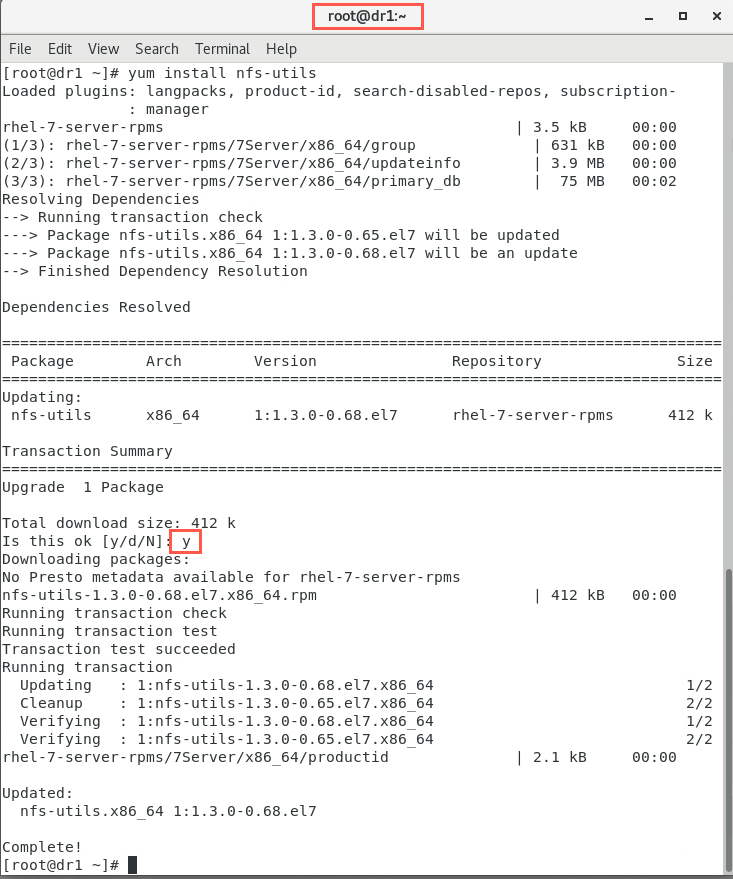 root@dr1:~
File Edit View Search Terminal Help
[root@dr1 ~]# yum install nfs-utils
Loaded plugins: langpacks, product-id, search-disabled-repos, subscription-
              : manager
rhel-7-server-rpms                                       | 3.5 kB     00:00
(1/3): rhel-7-server-rpms/7Server/x86_64/group             | 631 kB   00:00
(2/3): rhel-7-server-rpms/7Server/x86_64/updateinfo        | 3.9 MB   00:00
(3/3): rhel-7-server-rpms/7Server/x86_64/primary_db        |  75 MB   00:02
Resolving Dependencies
--> Running transaction check
---> Package nfs-utils.x86_64 1:1.3.0-0.65.el7 will be updated
---> Package nfs-utils.x86_64 1:1.3.0-0.68.el7 will be an update
--> Finished Dependency Resolution

Dependencies Resolved

================================================================================
 Package        Arch        Version               Repository               Size
================================================================================
Updating:
 nfs-utils      x86_64      1:1.3.0-0.68.el7      rhel-7-server-rpms      412 k

Transaction Summary
================================================================================
Upgrade  1 Package

Total download size: 412 k
Is this ok [y/d/N]: y
Downloading packages:
No Presto metadata available for rhel-7-server-rpms
nfs-utils-1.3.0-0.68.el7.x86_64.rpm                        | 412 kB   00:00
Running transaction check
Running transaction test
Transaction test succeeded
Running transaction
  Updating   : 1:nfs-utils-1.3.0-0.68.el7.x86_64                            1/2
  Cleanup    : 1:nfs-utils-1.3.0-0.65.el7.x86_64                            2/2
  Verifying  : 1:nfs-utils-1.3.0-0.68.el7.x86_64                            1/2
  Verifying  : 1:nfs-utils-1.3.0-0.65.el7.x86_64                            2/2
rhel-7-server-rpms/7Server/x86_64/productid              | 2.1 kB     00:00

Updated:
  nfs-utils.x86_64 1:1.3.0-0.68.el7

Complete!
[root@dr1 ~]#